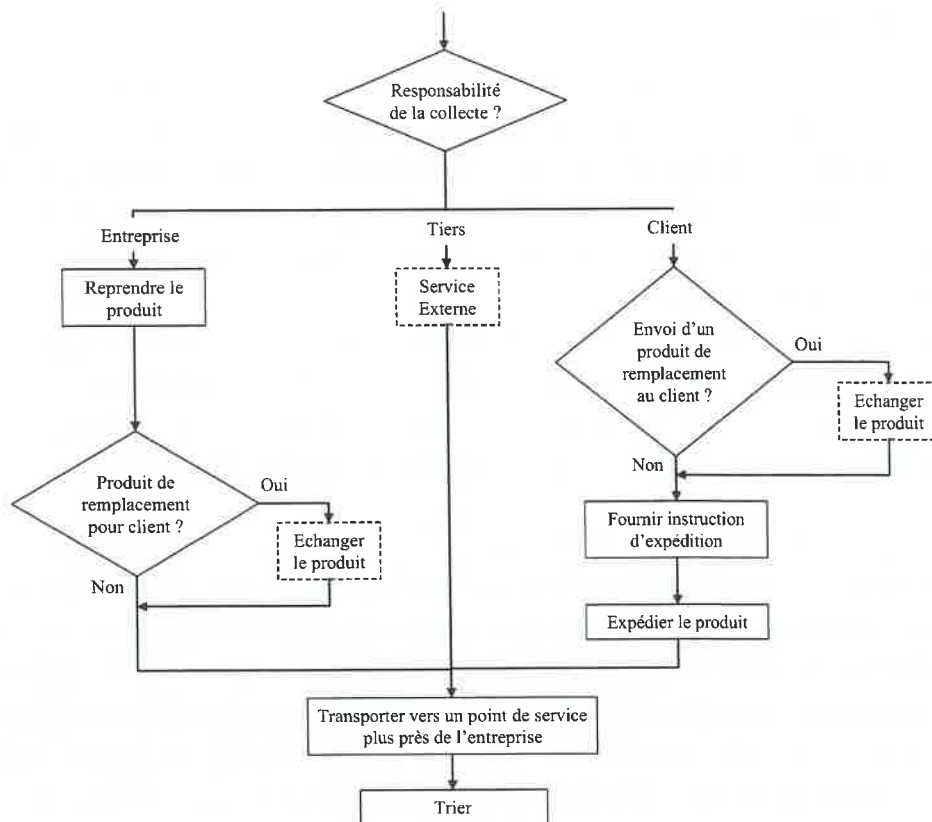 Responsabilité
de la collecte ?
Entreprise
Tiers
Client
Reprendre le
produit
Service
Externe
Envoi d’un
produit de
remplacement
au client ?
Oui
Echanger
le produit
Non
Produit de
remplacement
pour client ?
Oui
Echanger
le produit
Non
Fournir instruction
d’expédition
Expédier le produit
Transporter vers un point de service
plus près de l’entreprise
Trier